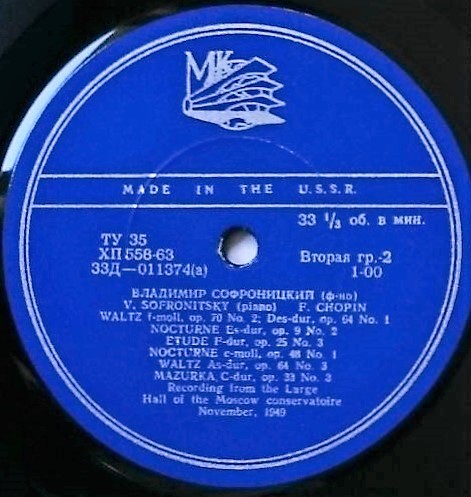 МК
MADE IN THE U.S.S.R.
33 1/3 об. в мин.
ТУ 35
ХП 558-63
33Д—011374(а)
Вторая гр.-2
1-00
ВЛАДИМИР СОФРОНИЦКИЙ (ф-но)
V. SOFRONITSKY (piano) F. CHOPIN
WALTZ f-moll, op. 70 No. 2; Des-dur, op. 64 No. 1
NOCTURNE Es-dur, op. 9 No. 2
ETUDE F-dur, op. 25 No. 3
NOCTURNE c-moll, op. 48 No. 1
WALTZ As-dur, op. 64 No. 3
MAZURKA C-dur, op. 33 No. 3
Recording from the Large
Hall of the Moscow conservatoire
November, 1949